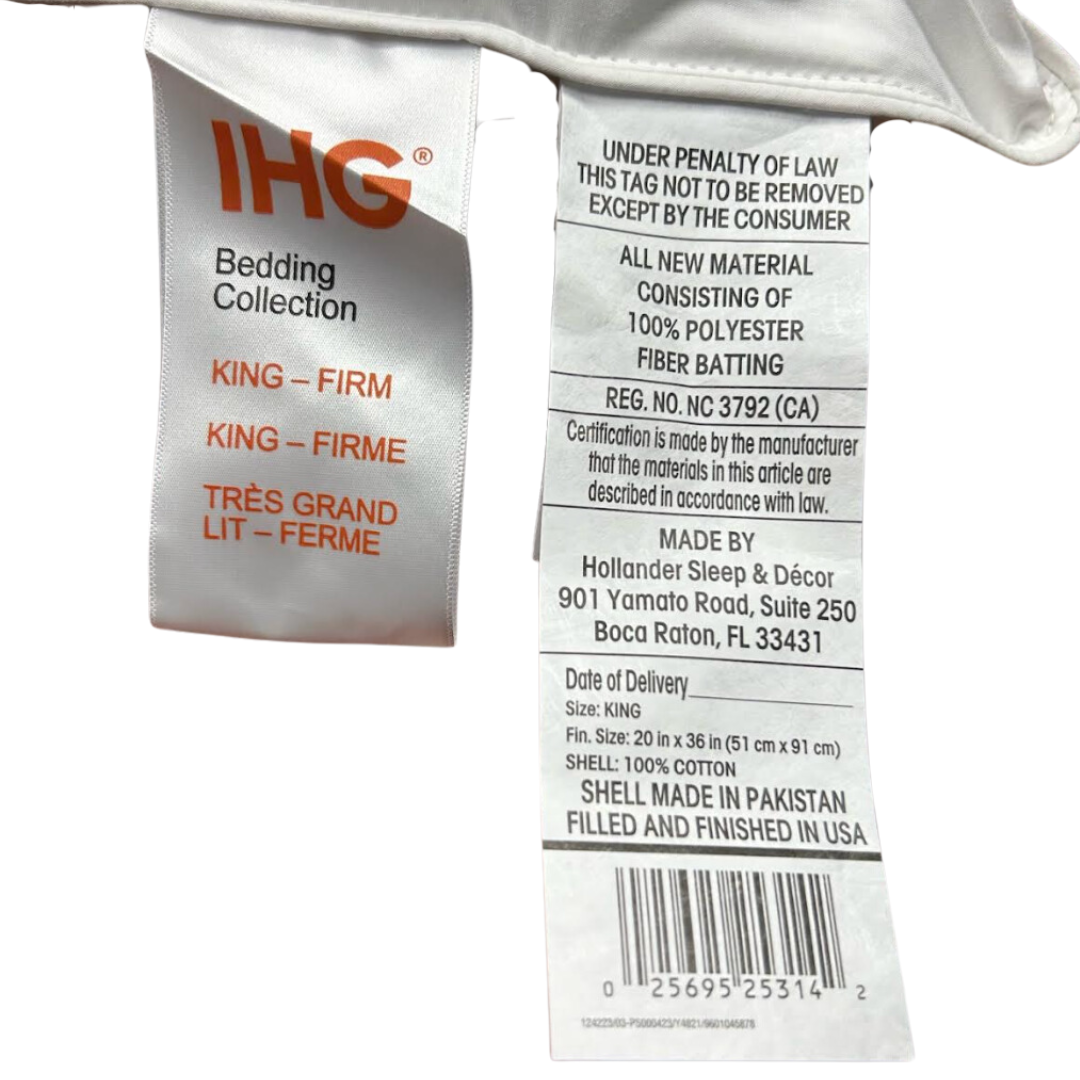 IHG®
Bedding
Collection
KING – FIRM
KING – FIRME
TRÈS GRAND
LIT – FERME
UNDER PENALTY OF LAW
THIS TAG NOT TO BE REMOVED
EXCEPT BY THE CONSUMER
ALL NEW MATERIAL
CONSISTING OF
100% POLYESTER
FIBER BATTING
REG. NO. NC 3792 (CA)
Certification is made by the manufacturer
that the materials in this article are
described in accordance with law.
MADE BY
Hollander Sleep & Décor
901 Yamato Road, Suite 250
Boca Raton, FL 33431
Date of Delivery
Size: KING
Fin. Size: 20 in x 36 in (51 cm x 91 cm)
SHELL: 100% COTTON
SHELL MADE IN PAKISTAN
FILLED AND FINISHED IN USA
0 25695 25314 2